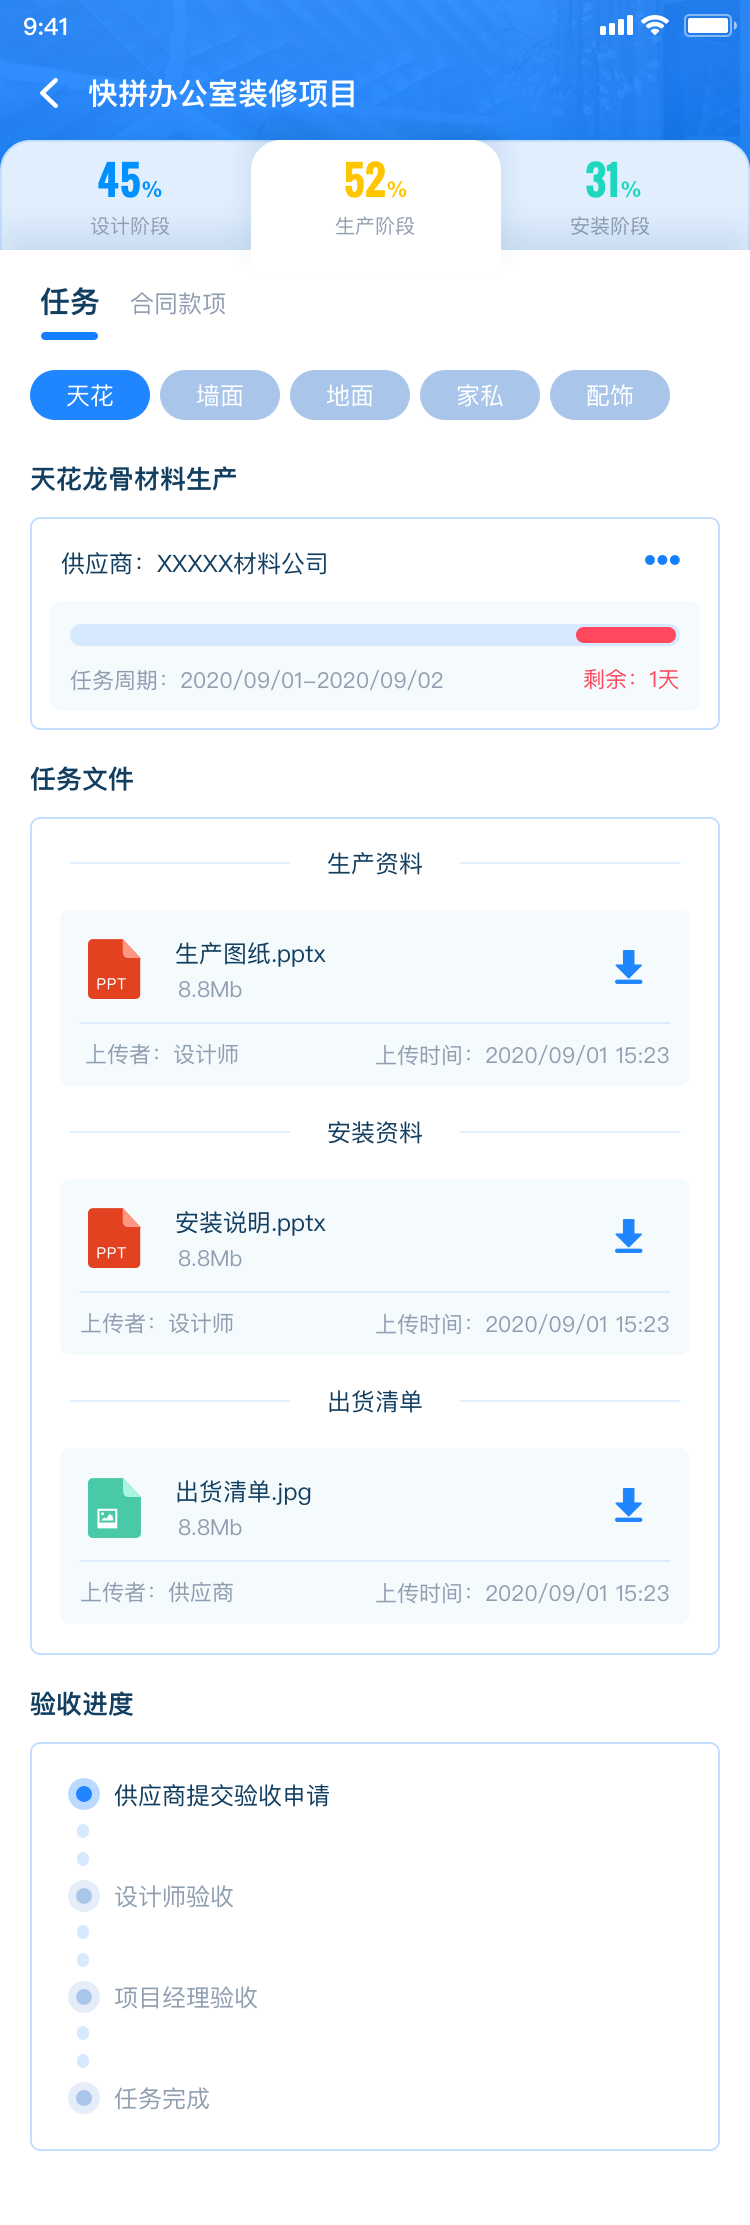 9:41
快拼办公室装修项目
45% 52% 31%
设计阶段 生产阶段 安装阶段
任务 合同款项
天花 墙面 地面 家私 配饰
天花龙骨材料生产
供应商：XXXXX材料公司
任务周期：2020/09/01-2020/09/02 剩余：1天
任务文件
生产资料
生产图纸.pptx
PPT
8.8Mb
上传者：设计师 上传时间：2020/09/01 15:23
安装资料
安装说明.pptx
PPT
8.8Mb
上传者：设计师 上传时间：2020/09/01 15:23
出货清单
出货清单.jpg
8.8Mb
上传者：供应商 上传时间：2020/09/01 15:23
验收进度
供应商提交验收申请
设计师验收
项目经理验收
任务完成